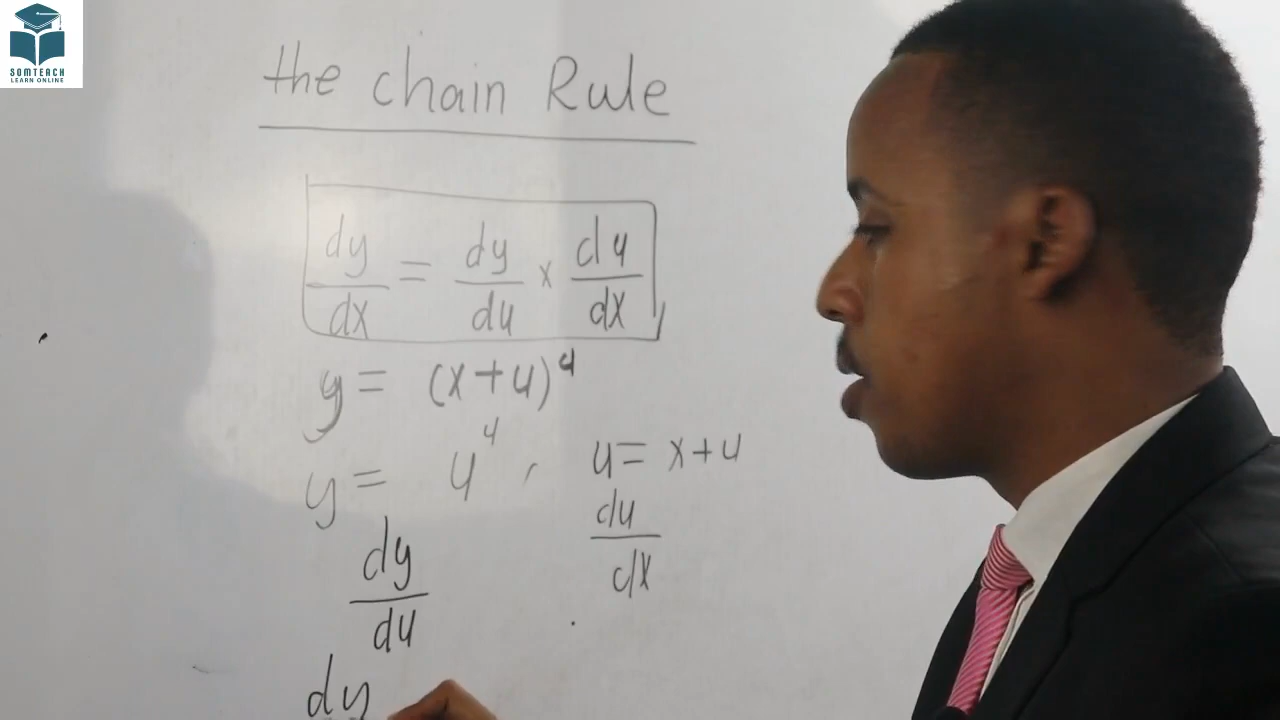 SOMTEACH
LEARN ONLINE
the chain Rule
dy/dx = dy/du x du/dx
y = (x+4)⁴
y = u⁴, u = x+4
dy/du du/dx
dy